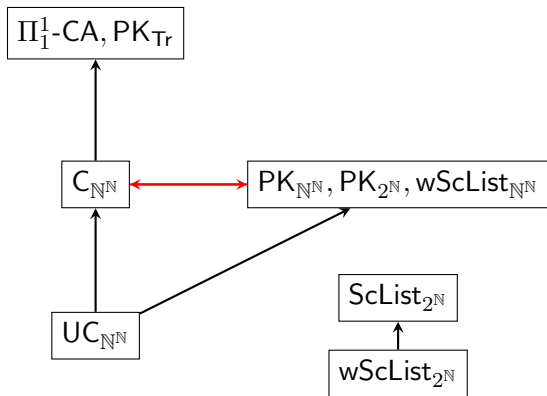 Π¹₁-CA, PK_Tr
C_ℕ^ℕ
PK_ℕ^ℕ, PK_2^ℕ, wScList_ℕ^ℕ
ScList_2^ℕ
UC_ℕ^ℕ
wScList_2^ℕ